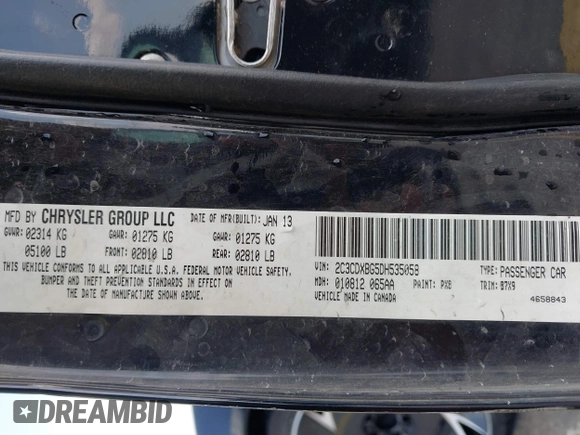 MFD BY CHRYSLER GROUP LLC DATE OF MFR(BUILT): JAN 13
GVWR: 02314 KG GAWR: 01275 KG GAWR: 01275 KG
05100 LB FRONT: 02810 LB REAR: 02810 LB
THIS VEHICLE CONFORMS TO ALL APPLICABLE U.S.A. FEDERAL MOTOR VEHICLE SAFETY,
BUMPER AND THEFT PREVENTION STANDARDS IN EFFECT ON
THE DATE OF MANUFACTURE SHOWN ABOVE.
VIN: 2C3CDXBG5DH535058 TYPE: PASSENGER CAR
MDH: 010812 065AA PAINT: PX8 TRIM: B7X9
VEHICLE MADE IN CANADA 4658843
DREAMBID